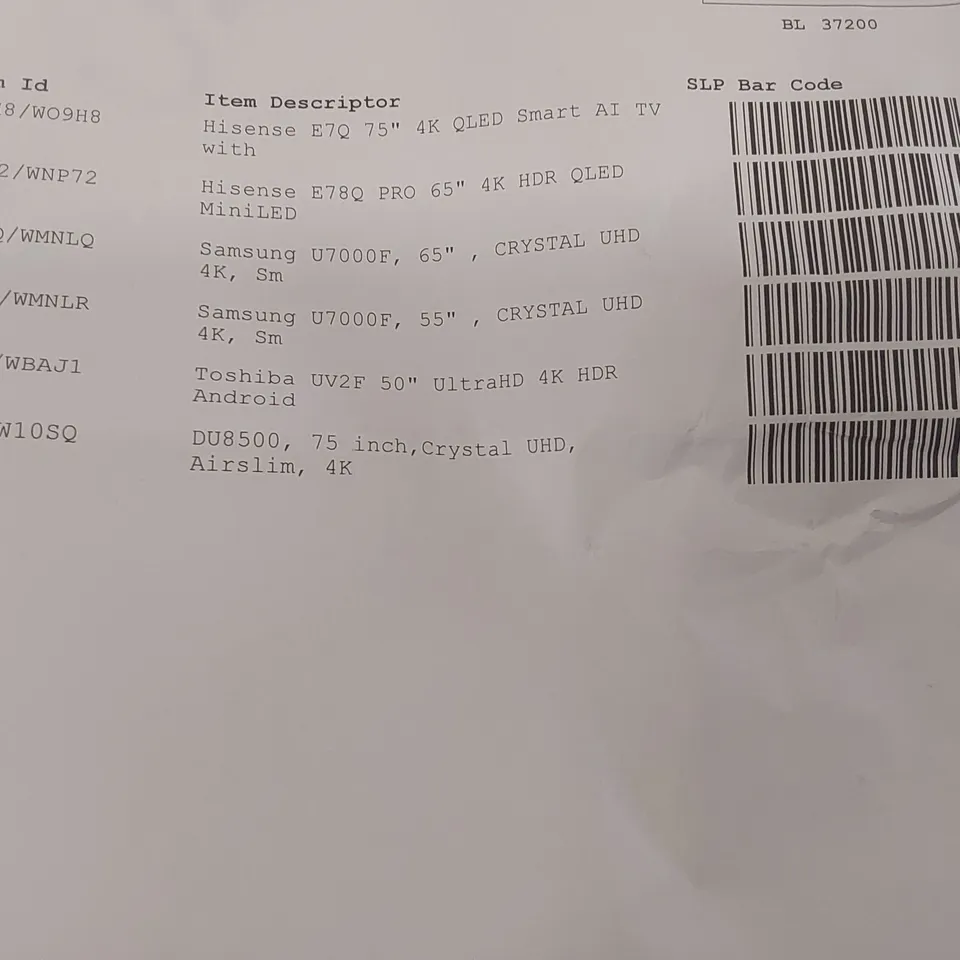 BL 37200
Id Item Descriptor SLP Bar Code
8/WO9H8 Hisense E7Q 75" 4K QLED Smart AI TV
with
2/WNP72 Hisense E78Q PRO 65" 4K HDR QLED
MiniLED
/WMNLQ Samsung U7000F, 65" , CRYSTAL UHD
4K, Sm
/WMNLR Samsung U7000F, 55" , CRYSTAL UHD
4K, Sm
/WBAJ1 Toshiba UV2F 50" UltraHD 4K HDR
Android
W10SQ DU8500, 75 inch,Crystal UHD,
Airslim, 4K